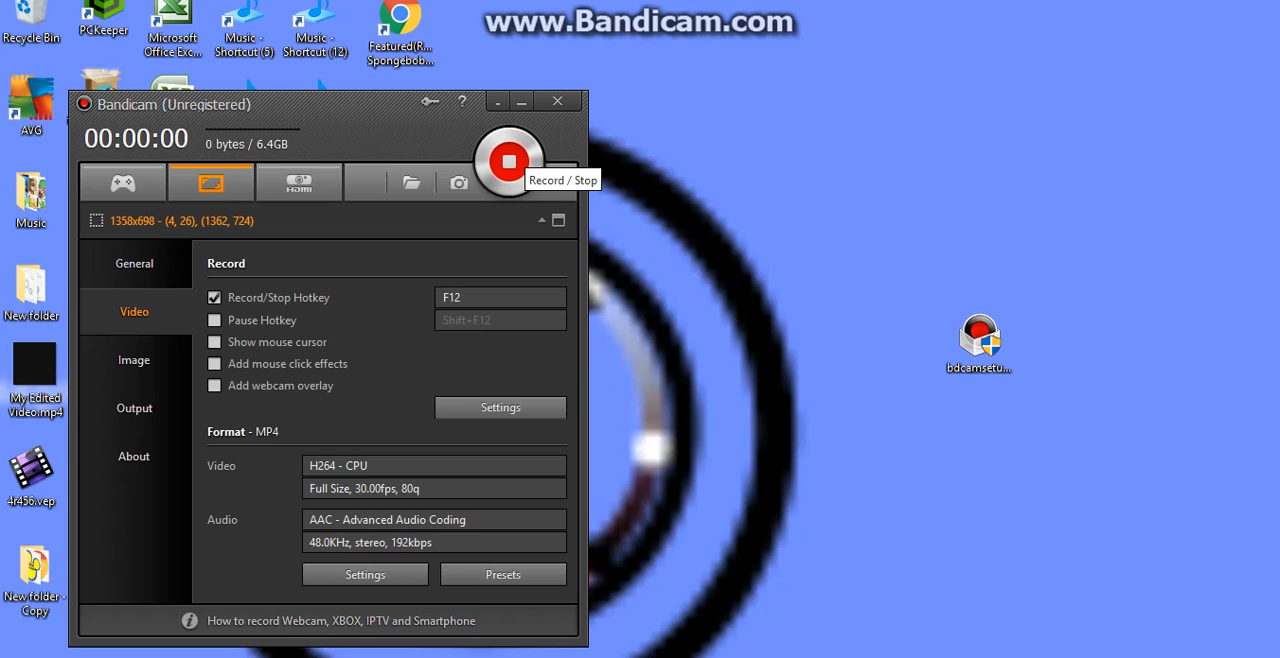 www.Bandicam.com
Recycle Bin
PCKeeper
Microsoft
Office Exc...
Music -
Shortcut (5)
Music -
Shortcut (12)
Featured(R...
Spongebob...
AVG
Music
New folder
My Edited
Video.mp4
4r456.vep
New folder -
Copy
bdcamsetu...
Bandicam (Unregistered)
?
00:00:00
0 bytes / 6.4GB
HDMI
Record / Stop
1358x698 - (4, 26), (1362, 724)
General
Video
Image
Output
About
Record
Record/Stop Hotkey
F12
Pause Hotkey
Shift+F12
Show mouse cursor
Add mouse click effects
Add webcam overlay
Settings
Format - MP4
Video
H264 - CPU
Full Size, 30.00fps, 80q
Audio
AAC - Advanced Audio Coding
48.0KHz, stereo, 192kbps
Settings
Presets
How to record Webcam, XBOX, IPTV and Smartphone